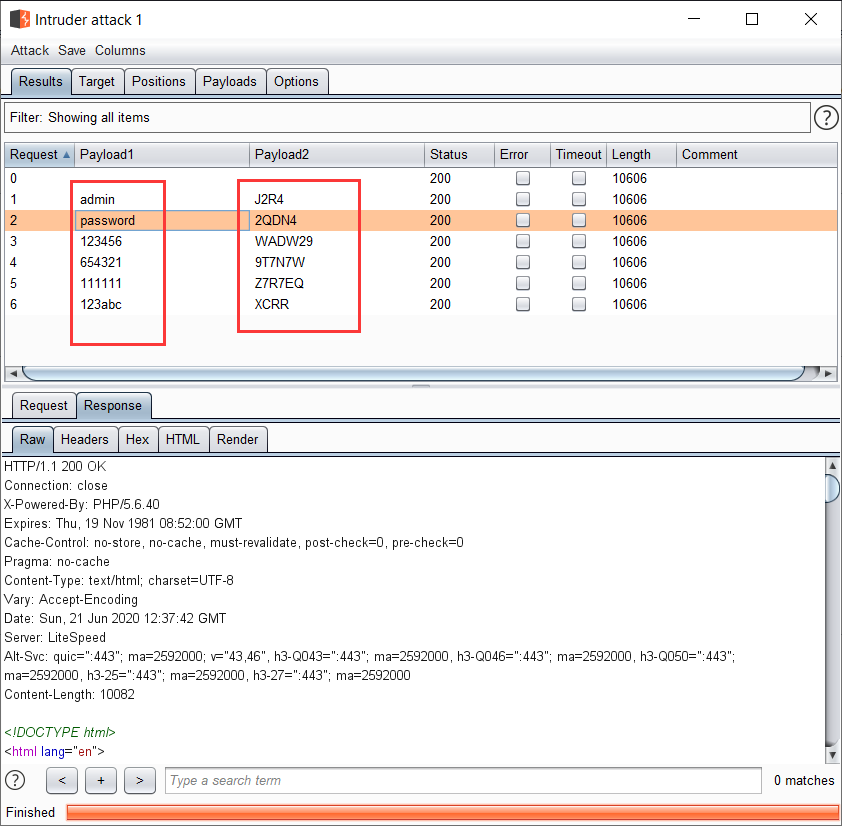 Intruder attack 1
Attack Save Columns
Results Target Positions Payloads Options
Filter: Showing all items ?
Request Payload1 Payload2 Status Error Timeout Length Comment
0 200 10606
1 admin J2R4 200 10606
2 password 2QDN4 200 10606
3 123456 WADW29 200 10606
4 654321 9T7N7W 200 10606
5 111111 Z7R7EQ 200 10606
6 123abc XCRR 200 10606
Request Response
Raw Headers Hex HTML Render
HTTP/1.1 200 OK
Connection: close
X-Powered-By: PHP/5.6.40
Expires: Thu, 19 Nov 1981 08:52:00 GMT
Cache-Control: no-store, no-cache, must-revalidate, post-check=0, pre-check=0
Pragma: no-cache
Content-Type: text/html; charset=UTF-8
Vary: Accept-Encoding
Date: Sun, 21 Jun 2020 12:37:42 GMT
Server: LiteSpeed
Alt-Svc: quic=":443"; ma=2592000; v="43,46", h3-Q043=":443"; ma=2592000, h3-Q046=":443"; ma=2592000, h3-Q050=":443";
ma=2592000, h3-25=":443"; ma=2592000, h3-27=":443"; ma=2592000
Content-Length: 10082
<!DOCTYPE html>
<html lang="en">
? < + > Type a search term 0 matches
Finished